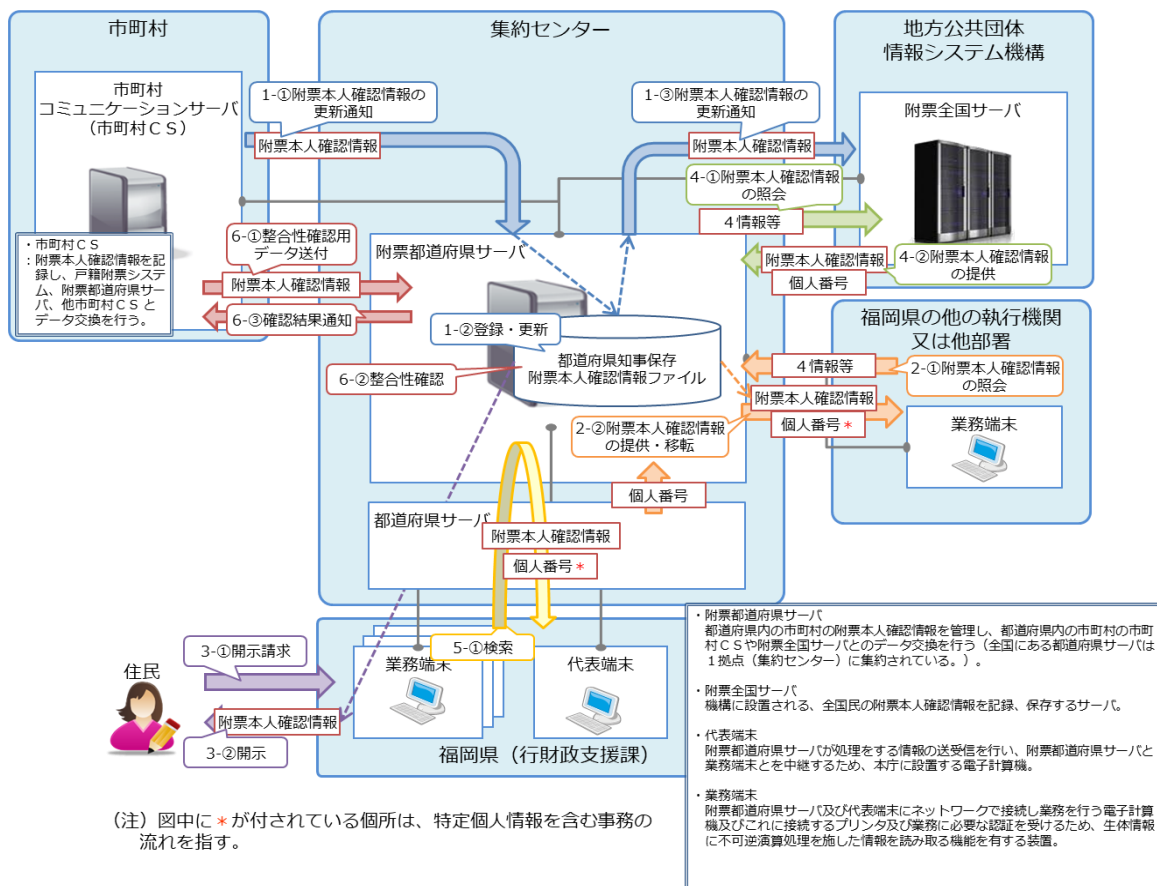 市町村
集約センター
地方公共団体
情報システム機構
市町村
コミュニケーションサーバ
（市町村ＣＳ）
1-①附票本人確認情報の
更新通知
附票本人確認情報
1-③附票本人確認情報の
更新通知
附票本人確認情報
附票全国サーバ
4-①附票本人確認情報
の照会
４情報等
・市町村ＣＳ
：附票本人確認情報を記
録し、戸籍附票システ
ム、附票都道府県サー
バ、他市町村ＣＳと
データ交換を行う。
6-①整合性確認用
データ送付
附票本人確認情報
6-③確認結果通知
附票都道府県サーバ
附票本人確認情報
個人番号
4-②附票本人確認情報
の提供
1-②登録・更新
都道府県知事保存
附票本人確認情報ファイル
6-②整合性確認
福岡県の他の執行機関
又は他部署
４情報等
2-①附票本人確認情報
の照会
附票本人確認情報
個人番号＊
2-②附票本人確認情報
の提供・移転
業務端末
個人番号
都道府県サーバ
附票本人確認情報
個人番号＊
3-①開示請求
住民
附票本人確認情報
3-②開示
5-①検索
業務端末
代表端末
福岡県（行財政支援課）
・附票都道府県サーバ
都道府県内の市町村の附票本人確認情報を管理し、都道府県内の市町村の市町
村ＣＳや附票全国サーバとのデータ交換を行う（全国にある都道府県サーバは
１拠点（集約センター）に集約されている。）。
・附票全国サーバ
機構に設置される、全国民の附票本人確認情報を記録、保存するサーバ。
・代表端末
附票都道府県サーバが処理をする情報の送受信を行い、附票都道府県サーバと
業務端末とを中継するため、本庁に設置する電子計算機。
・業務端末
附票都道府県サーバ及び代表端末にネットワークで接続し業務を行う電子計算
機及びこれに接続するプリンタ及び業務に必要な認証を受けるため、生体情報
に不可逆演算処理を施した情報を読み取る機能を有する装置。
（注）図中に＊が付されている個所は、特定個人情報を含む事務の
流れを指す。